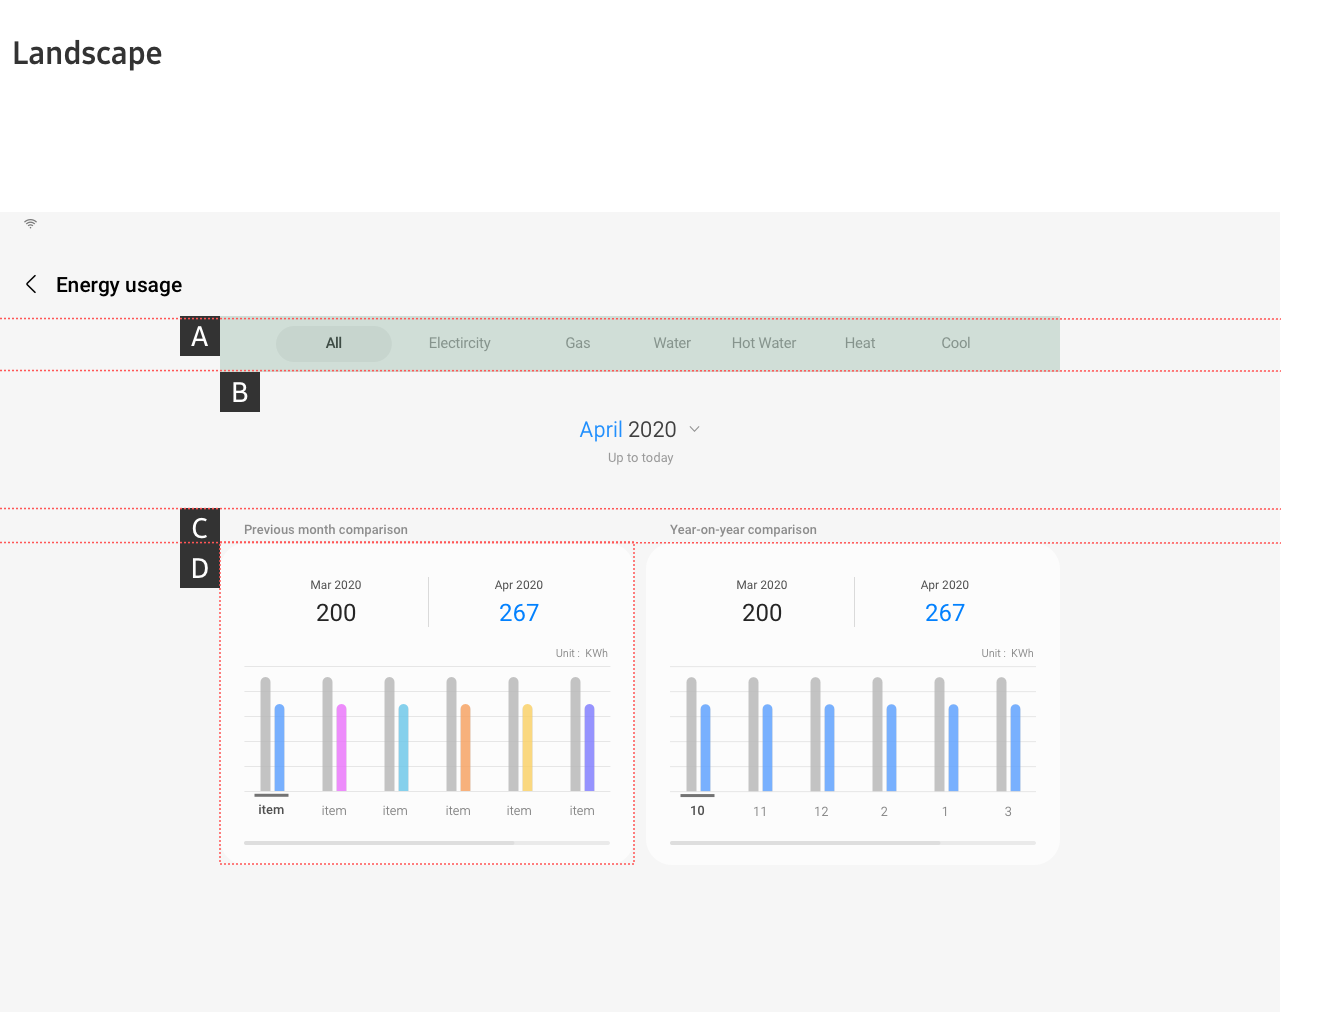 Landscape
Energy usage
A
All Electircity Gas Water Hot Water Heat Cool
B
April 2020
Up to today
C
Previous month comparison
Year-on-year comparison
D
Mar 2020 Apr 2020
200 267
Unit : KWh
item item item item item item
Mar 2020 Apr 2020
200 267
Unit : KWh
10 11 12 2 1 3